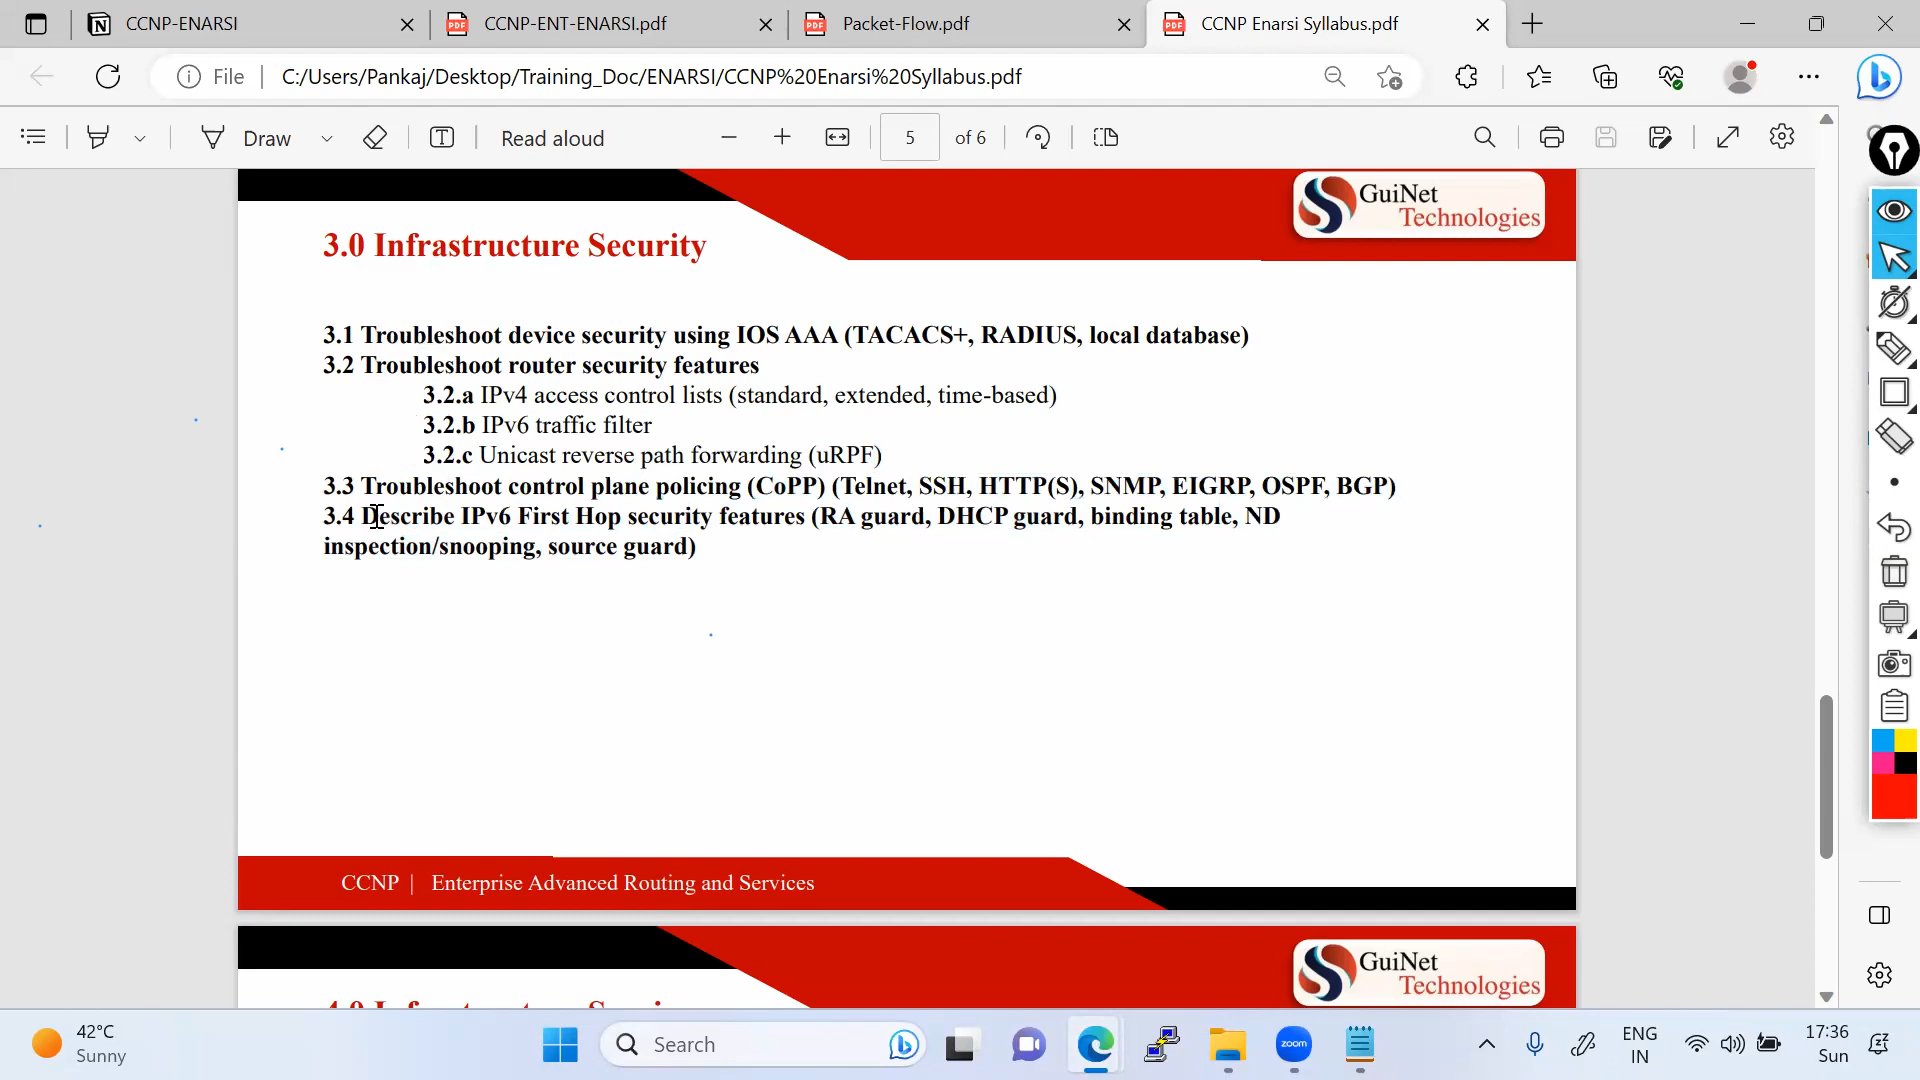 CCNP-ENARSI
CCNP-ENT-ENARSI.pdf
Packet-Flow.pdf
CCNP Enarsi Syllabus.pdf
File
C:/Users/Pankaj/Desktop/Training_Doc/ENARSI/CCNP%20Enarsi%20Syllabus.pdf
Draw
Read aloud
5
of 6
GuiNet
Technologies
3.0 Infrastructure Security
3.1 Troubleshoot device security using IOS AAA (TACACS+, RADIUS, local database)
3.2 Troubleshoot router security features
3.2.a IPv4 access control lists (standard, extended, time-based)
3.2.b IPv6 traffic filter
3.2.c Unicast reverse path forwarding (uRPF)
3.3 Troubleshoot control plane policing (CoPP) (Telnet, SSH, HTTP(S), SNMP, EIGRP, OSPF, BGP)
3.4 Describe IPv6 First Hop security features (RA guard, DHCP guard, binding table, ND
inspection/snooping, source guard)
CCNP | Enterprise Advanced Routing and Services
GuiNet
Technologies
42°C
Sunny
Search
zoom
ENG
IN
17:36
Sun